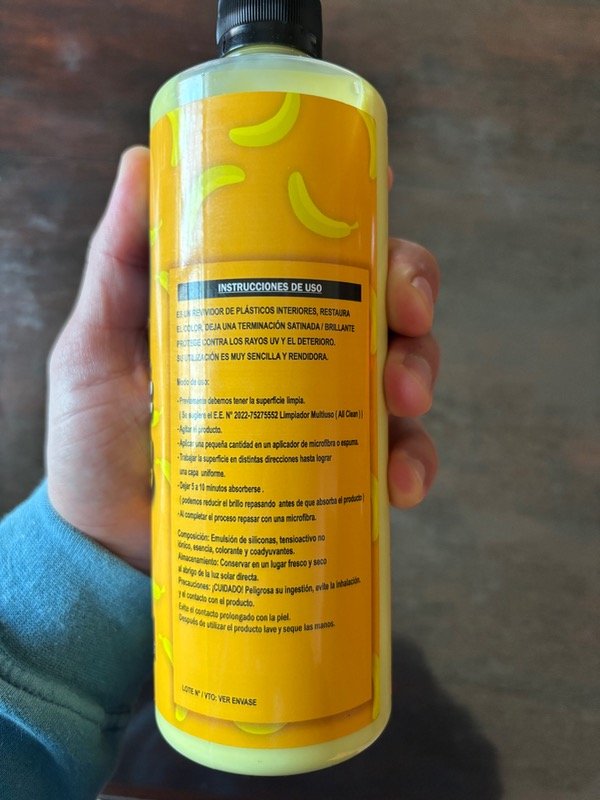 INSTRUCCIONES DE USO
ES UN REVIVIDOR DE PLÁSTICOS INTERIORES, RESTAURA
EL COLOR, DEJA UNA TERMINACIÓN SATINADA / BRILLANTE
PROTEGE CONTRA LOS RAYOS UV Y EL DETERIORO.
SU UTILIZACIÓN ES MUY SENCILLA Y RENDIDORA.
Modo de uso:
- Previamente debemos tener la superficie limpia.
( Se sugiere el E.E. N° 2022-75275552 Limpiador Multiuso ( All Clean ) )
- Agitar el producto.
- Aplicar una pequeña cantidad en un aplicador de microfibra o espuma.
- Trabajar la superficie en distintas direcciones hasta lograr
una capa uniforme.
- Dejar 5 a 10 minutos absorberse .
( podemos reducir el brillo repasando antes de que absorba el producto )
- Al completar el proceso repasar con una microfibra.
Composición: Emulsión de siliconas, tensioactivo no
iónico, esencia, colorante y coadyuvantes.
Almacenamiento: Conservar en un lugar fresco y seco
al abrigo de la luz solar directa.
Precauciones: ¡CUIDADO! Peligrosa su ingestión, evite la inhalación.
y el contacto con el producto.
Evite el contacto prolongado con la piel.
Después de utilizar el producto lave y seque las manos.
LOTE N° / VTO: VER ENVASE